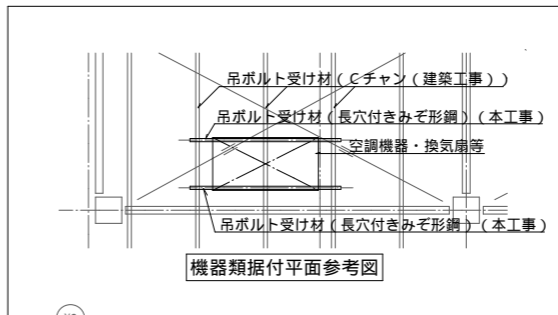 吊ボルト受け材(Cチャン(建築工事))
吊ボルト受け材(長穴付きみぞ形鋼)(本工事)
空調機器・換気扇等
吊ボルト受け材(長穴付きみぞ形鋼)(本工事)
機器類据付平面参考図